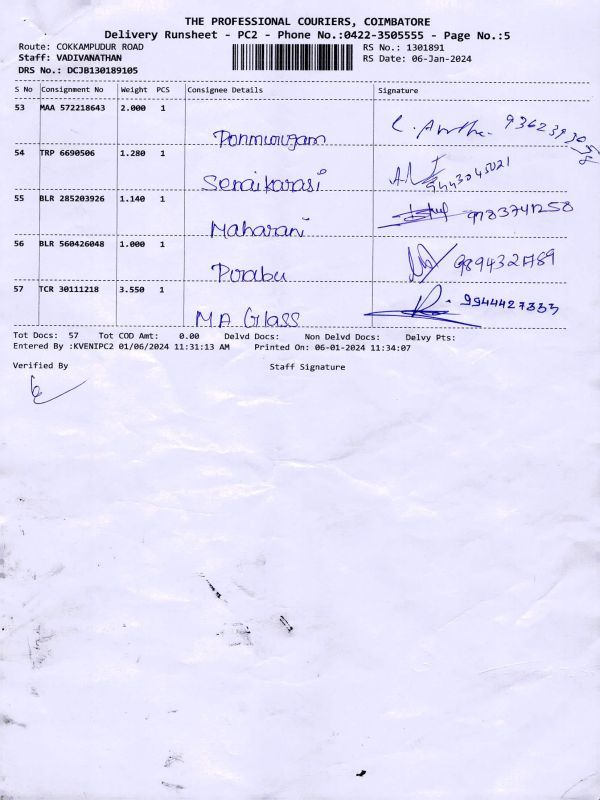 THE PROFESSIONAL COURIERS, COIMBATORE
Delivery Runsheet - PC2 - Phone No.:0422-3505555 - Page No.:5
Route: COKKAMPUDUR ROAD RS No.: 1301891
Staff: VADIVANATHAN RS Date: 06-Jan-2024
DRS No.: DCJB130189105
S No Consignment No Weight PCS Consignee Details Signature
53 MAA 572218643 2.000 1
Ponmurugam
54 TRP 6690506 1.280 1
9443045021
55 BLR 285203926 1.140 1
Maharani
56 BLR 560426048 1.000 1
Pirabu
57 TCR 30111218 3.550 1 9944427333
M.A Glass
Tot Docs: 57 Tot COD Amt: 0.00 Delvd Docs: Non Delvd Docs: Delvy Pts:
Entered By :KVENIPC2 01/06/2024 11:31:13 AM Printed On: 06-01-2024 11:34:07
Verified By Staff Signature